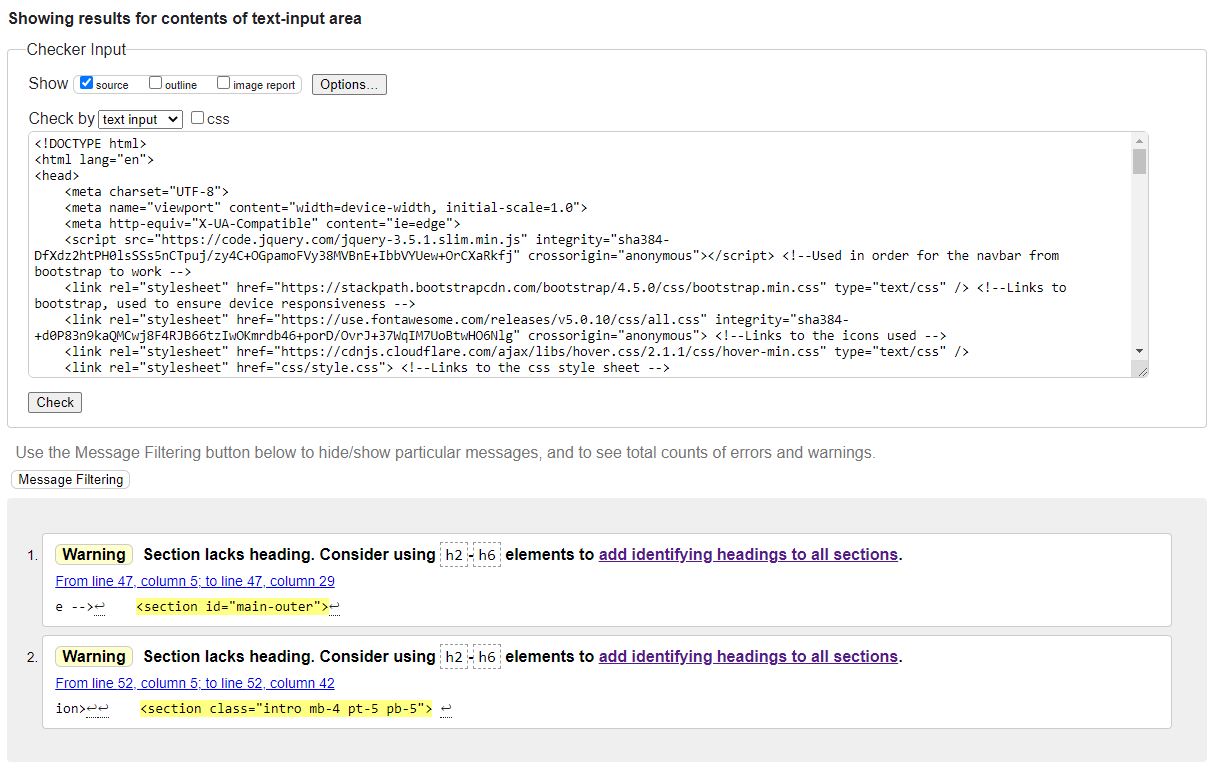 Showing results for contents of text-input area
Checker Input
Show source outline image report Options...
Check by text input css
<!DOCTYPE html>
<html lang="en">
<head>
    <meta charset="UTF-8">
    <meta name="viewport" content="width=device-width, initial-scale=1.0">
    <meta http-equiv="X-UA-Compatible" content="ie=edge">
    <script src="https://code.jquery.com/jquery-3.5.1.slim.min.js" integrity="sha384-
DfXdz2htPH0lsSSs5nCTpuj/zy4C+OGpamoFVy38MVBnE+IbbVYUew+OrCXaRkfj" crossorigin="anonymous"></script> <!--Used in order for the navbar from
bootstrap to work -->
    <link rel="stylesheet" href="https://stackpath.bootstrapcdn.com/bootstrap/4.5.0/css/bootstrap.min.css" type="text/css" /> <!--Links to
bootstrap, used to ensure device responsiveness -->
    <link rel="stylesheet" href="https://use.fontawesome.com/releases/v5.0.10/css/all.css" integrity="sha384-
+d0P83n9kaQMCwj8F4RJB66tzIwOKmrdb46+porD/OvrJ+37WqIM7UoBtwHO6Nlg" crossorigin="anonymous"> <!--Links to the icons used -->
    <link rel="stylesheet" href="https://cdnjs.cloudflare.com/ajax/libs/hover.css/2.1.1/css/hover-min.css" type="text/css" />
    <link rel="stylesheet" href="css/style.css"> <!--Links to the css style sheet -->
Check
Use the Message Filtering button below to hide/show particular messages, and to see total counts of errors and warnings.
Message Filtering
1. Warning Section lacks heading. Consider using h2-h6 elements to add identifying headings to all sections.
From line 47, column 5; to line 47, column 29
e -->↩    <section id="main-outer">↩
2. Warning Section lacks heading. Consider using h2-h6 elements to add identifying headings to all sections.
From line 52, column 5; to line 52, column 42
ion>↩↩    <section class="intro mb-4 pt-5 pb-5"> ↩